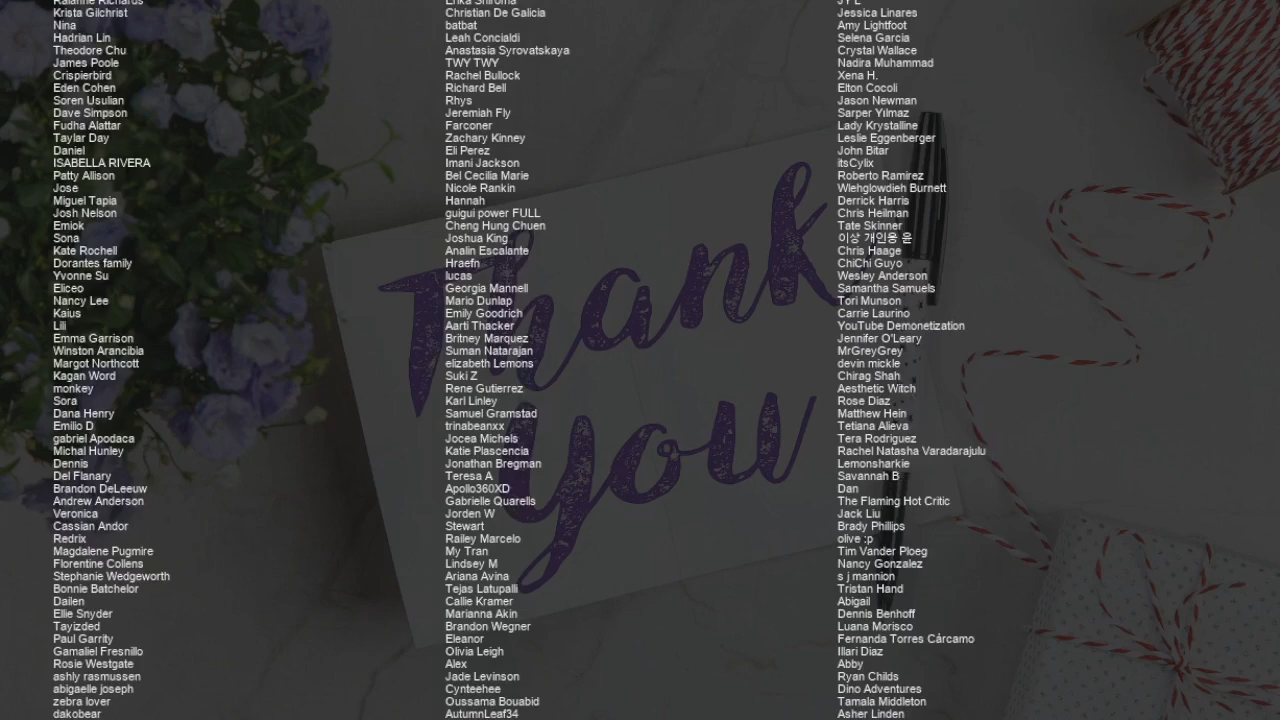 Krista Gilchrist
Nina
Hadrian Lin
Theodore Chu
James Poole
Crispierbird
Eden Cohen
Soren Usulian
Dave Simpson
Fudha Alattar
Taylar Day
Daniel
ISABELLA RIVERA
Patty Allison
Jose
Miguel Tapia
Josh Nelson
Emiok
Sona
Kate Rochell
Dorantes family
Yvonne Su
Eliceo
Nancy Lee
Kaius
Lili
Emma Garrison
Winston Arancibia
Margot Northcott
Kagan Word
monkey
Sora
Dana Henry
Emilio D
gabriel Apodaca
Michal Hunley
Dennis
Del Flanary
Brandon DeLeeuw
Andrew Anderson
Veronica
Cassian Andor
Redrix
Magdalene Pugmire
Florentine Collens
Stephanie Wedgeworth
Bonnie Batchelor
Dailen
Ellie Snyder
Tayizded
Paul Garrity
Gamaliel Fresnillo
Rosie Westgate
ashly rasmussen
abigaelle joseph
zebra lover
dakobear
Christian De Galicia
batbat
Leah Concialdi
Anastasia Syrovatskaya
TWY TWY
Rachel Bullock
Richard Bell
Rhys
Jeremiah Fly
Farconer
Zachary Kinney
Eli Perez
Imani Jackson
Bel Cecilia Marie
Nicole Rankin
Hannah
guigui power FULL
Cheng Hung Chuen
Joshua King
Analin Escalante
Hraefn
lucas
Georgia Mannell
Mario Dunlap
Emily Goodrich
Aarti Thacker
Britney Marquez
Suman Natarajan
elizabeth Lemons
Suki Z
Rene Gutierrez
Karl Linley
Samuel Gramstad
trinabeanxx
Jocea Michels
Katie Plascencia
Jonathan Bregman
Teresa A
Apollo360XD
Gabrielle Quarells
Jorden W
Stewart
Railey Marcelo
My Tran
Lindsey M
Ariana Avina
Tejas Latupalli
Callie Kramer
Marianna Akin
Brandon Wegner
Eleanor
Olivia Leigh
Alex
Jade Levinson
Cynteehee
Oussama Bouabid
AutumnLeaf34
Jessica Linares
Amy Lightfoot
Selena Garcia
Crystal Wallace
Nadira Muhammad
Xena H.
Elton Cocoli
Jason Newman
Sarper Yılmaz
Lady Krystalline
Leslie Eggenberger
John Bitar
itsCylix
Roberto Ramirez
Wlehglowdieh Burnett
Derrick Harris
Chris Heilman
Tate Skinner
이상 개인용 윤
Chris Haage
ChiChi Guyo
Wesley Anderson
Samantha Samuels
Tori Munson
Carrie Laurino
YouTube Demonetization
Jennifer O'Leary
MrGreyGrey
devin mickle
Chirag Shah
Aesthetic Witch
Rose Diaz
Matthew Hein
Tetiana Alieva
Tera Rodriguez
Rachel Natasha Varadarajulu
Lemonsharkie
Savannah B
Dan
The Flaming Hot Critic
Jack Liu
Brady Phillips
olive :p
Tim Vander Ploeg
Nancy Gonzalez
s j mannion
Tristan Hand
Abigail
Dennis Benhoff
Luana Morisco
Fernanda Torres Cárcamo
Illari Diaz
Abby
Ryan Childs
Dino Adventures
Tamala Middleton
Asher Linden
Thank
you